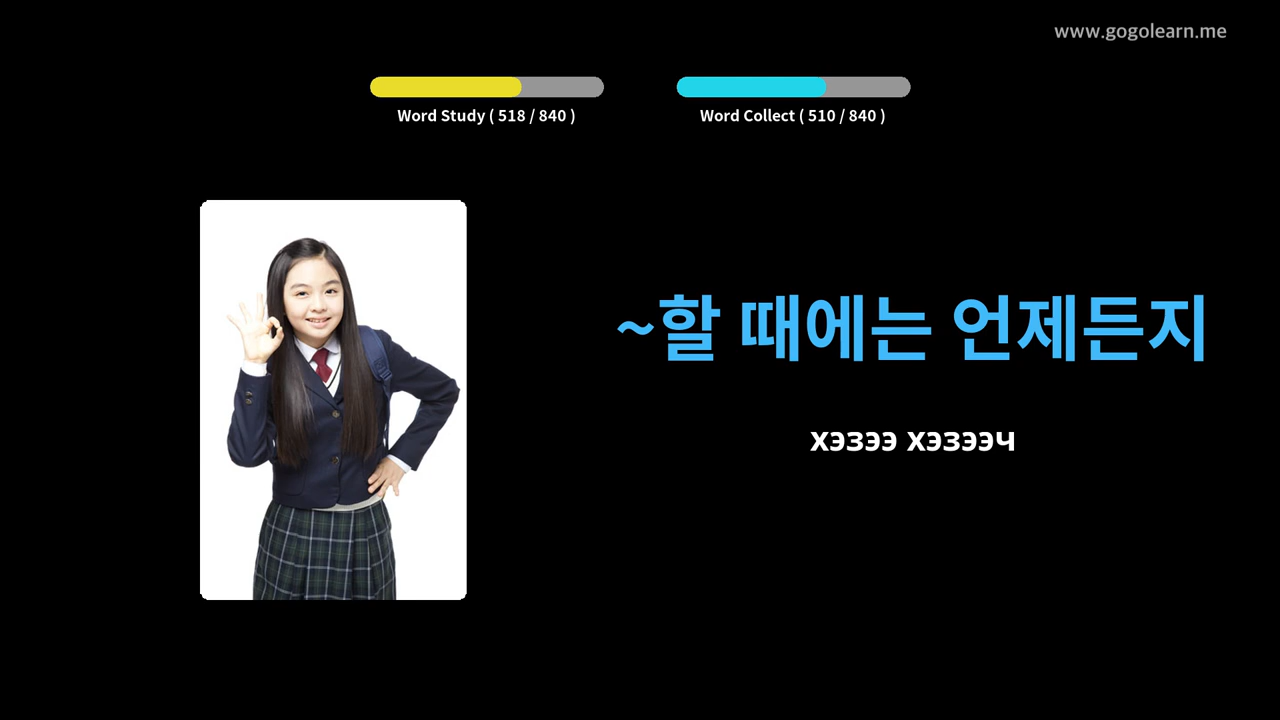 www.gogolearn.me
Word Study ( 518 / 840 )
Word Collect ( 510 / 840 )
~할 때에는 언제든지
хэзээ хэзээч